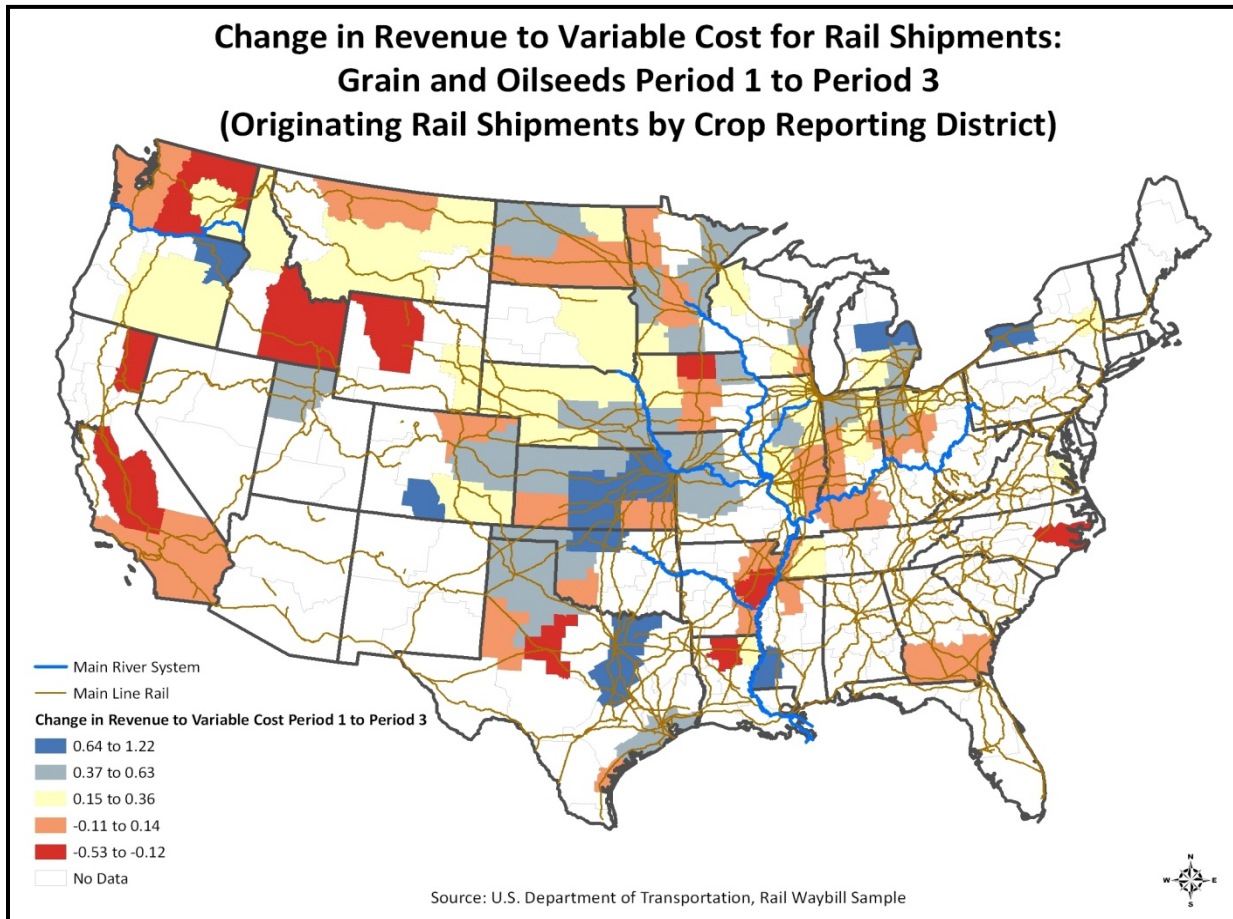 Change in Revenue to Variable Cost for Rail Shipments:
Grain and Oilseeds Period 1 to Period 3
(Originating Rail Shipments by Crop Reporting District)
Main River System
Main Line Rail
Change in Revenue to Variable Cost Period 1 to Period 3
0.64 to 1.22
0.37 to 0.63
0.15 to 0.36
-0.11 to 0.14
-0.53 to -0.12
No Data
Source: U.S. Department of Transportation, Rail Waybill Sample
N
W E
S